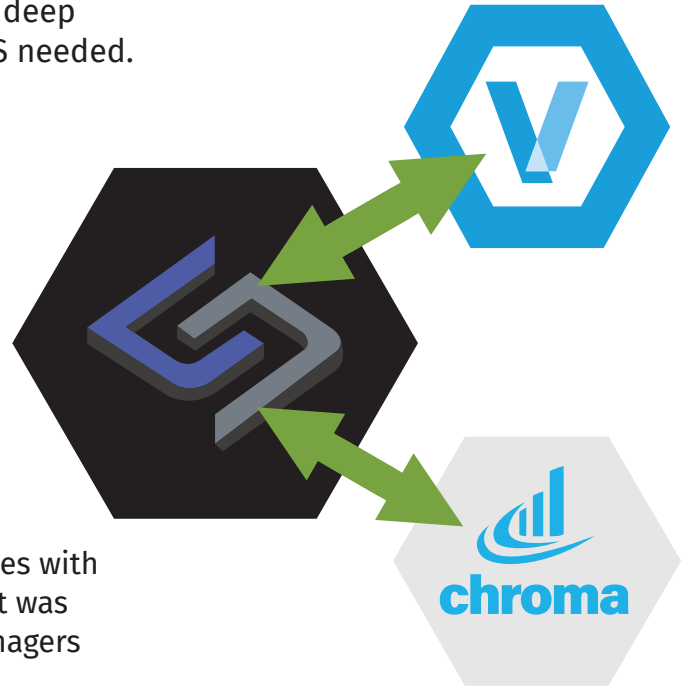 deep
S needed.
V
chroma
es with
t was
nagers